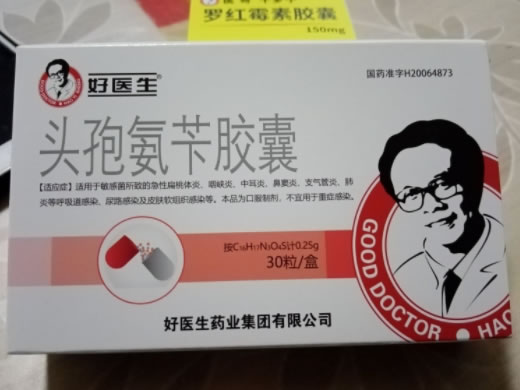 医哥
罗红霉素胶囊
150mg
好医生®
国药准字H20064873
头孢氨苄胶囊
【适应症】适用于敏感菌所致的急性扁桃体炎、咽峡炎、中耳炎、鼻窦炎、支气管炎、肺
炎等呼吸道感染、尿路感染及皮肤软组织感染等。本品为口服制剂，不宜用于重症感染。
按C₁₆H₁₇N₃O₄S计0.25g
30粒/盒
GOOD DOCTOR
好医生药业集团有限公司